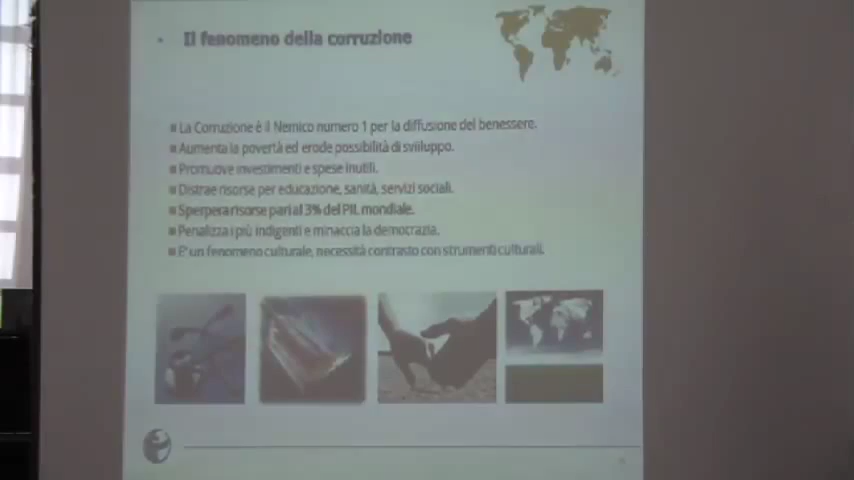 Il fenomeno della corruzione
La Corruzione è il Nemico numero 1 per la diffusione del benessere.
Aumenta la povertà ed erode possibilità di sviluppo.
Promuove investimenti e spese inutili.
Distrae risorse per educazione, sanità, servizi sociali.
Sperpera risorse pari al 3% del PIL mondiale.
Penalizza i più indigenti e minaccia la democrazia.
E' un fenomeno culturale, necessità contrasto con strumenti culturali.